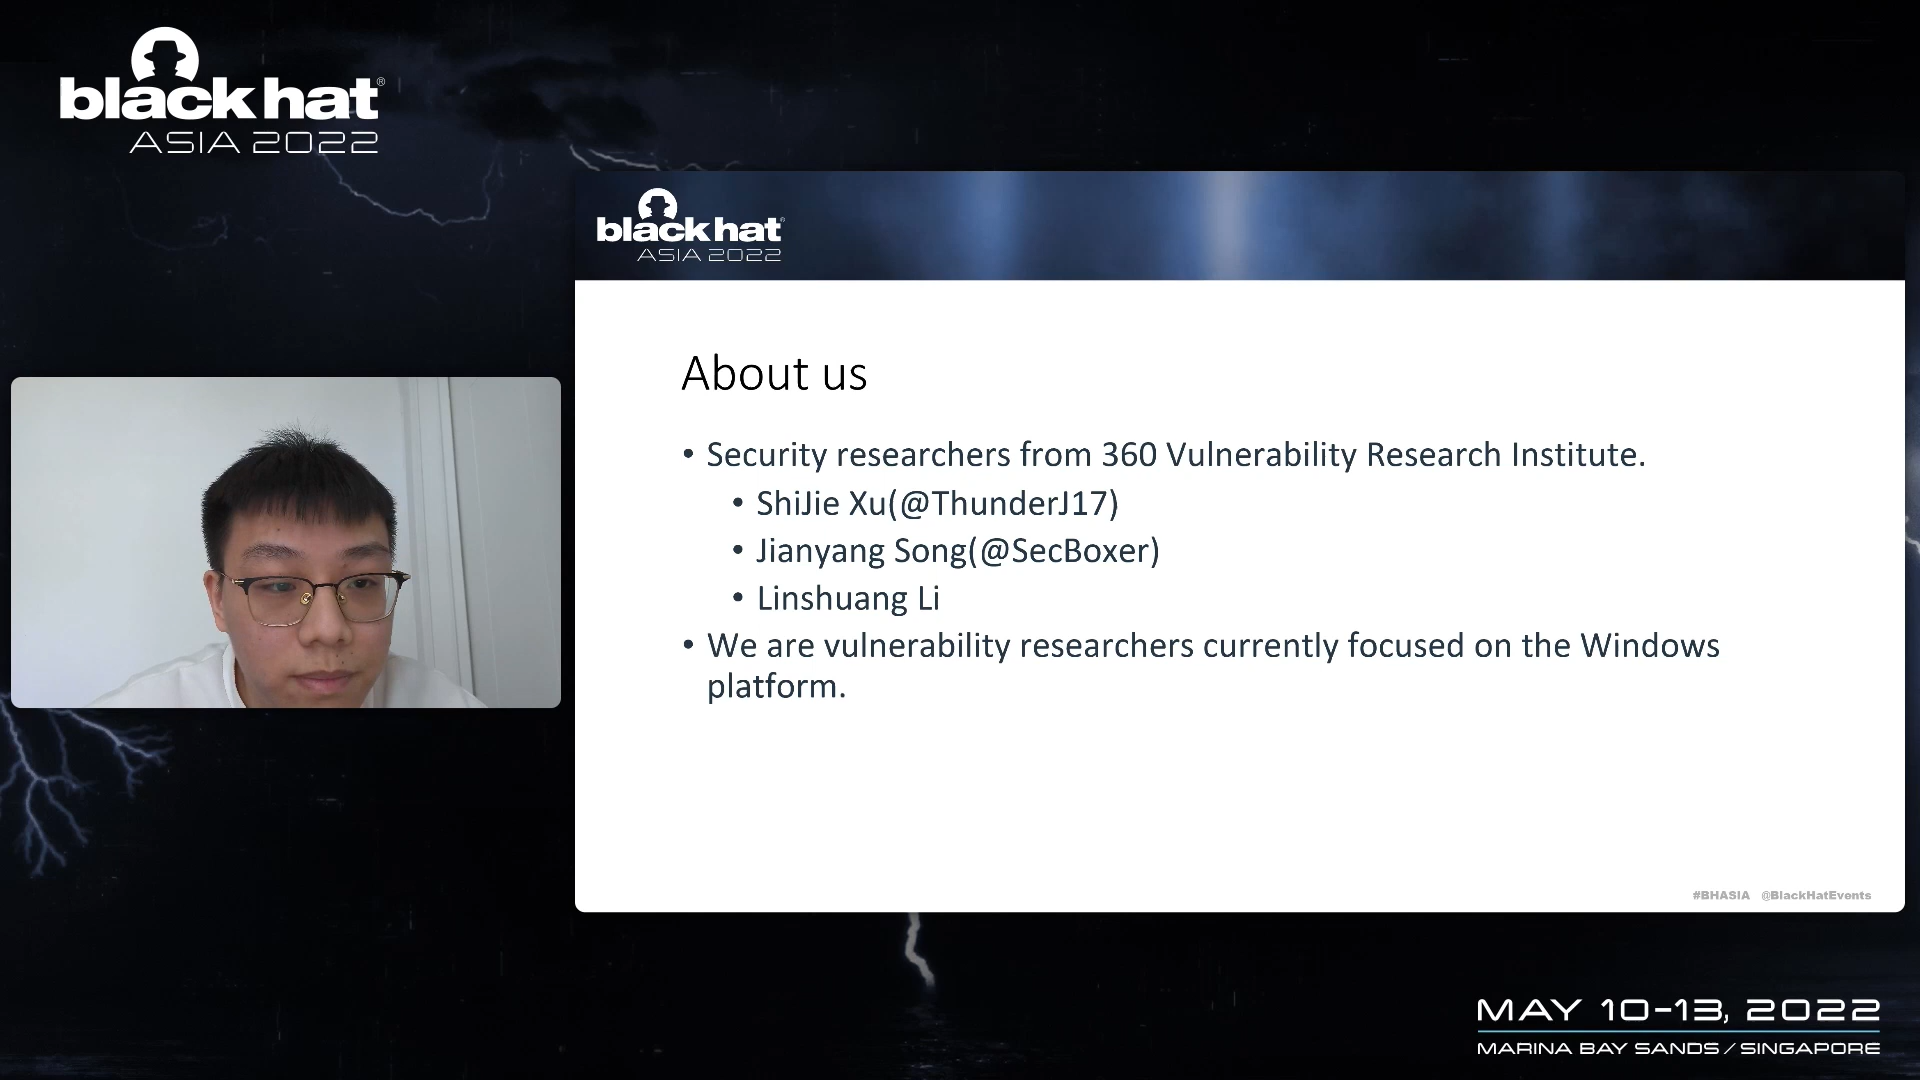 black hat®
ASIA 2022
black hat®
ASIA 2022
About us
• Security researchers from 360 Vulnerability Research Institute.
• ShiJie Xu(@ThunderJ17)
• Jianyang Song(@SecBoxer)
• Linshuang Li
• We are vulnerability researchers currently focused on the Windows
platform.
#BHASIA @BlackHatEvents
MAY 10-13, 2022
MARINA BAY SANDS / SINGAPORE